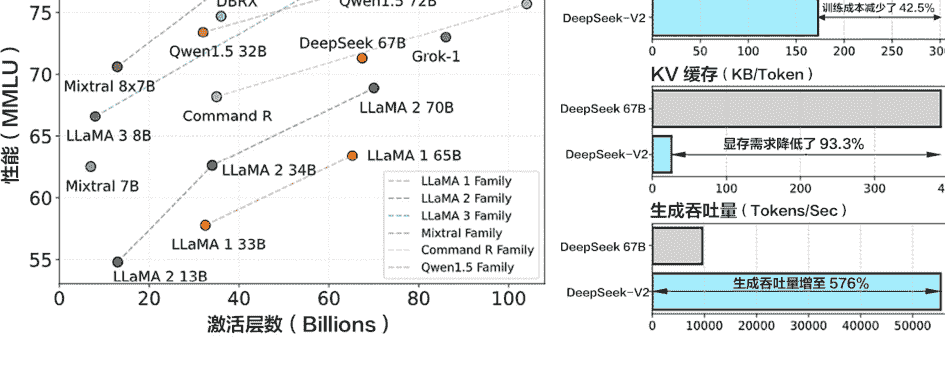 DBRX
Qwen1.5 72B
75
Qwen1.5 32B
DeepSeek 67B
Grok-1
70
Mixtral 8x7B
LLaMA 2 70B
Command R
LLaMA 3 8B
65
LLaMA 1 65B
LLaMA 2 34B
Mixtral 7B
60
LLaMA 1 33B
55
LLaMA 2 13B
性能（MMLU）
LLaMA 1 Family
LLaMA 2 Family
LLaMA 3 Family
Mixtral Family
Command R Family
Qwen1.5 Family
0 20 40 60 80 100
激活层数（Billions）
DeepSeek-V2
训练成本减少了 42.5%
0 50 100 150 200 250
KV 缓存（KB/Token）
DeepSeek 67B
DeepSeek-V2
显存需求降低了 93.3%
0 100 200 300
生成吞吐量（Tokens/Sec）
DeepSeek 67B
DeepSeek-V2
生成吞吐量增至 576%
0 10000 20000 30000 40000 50000